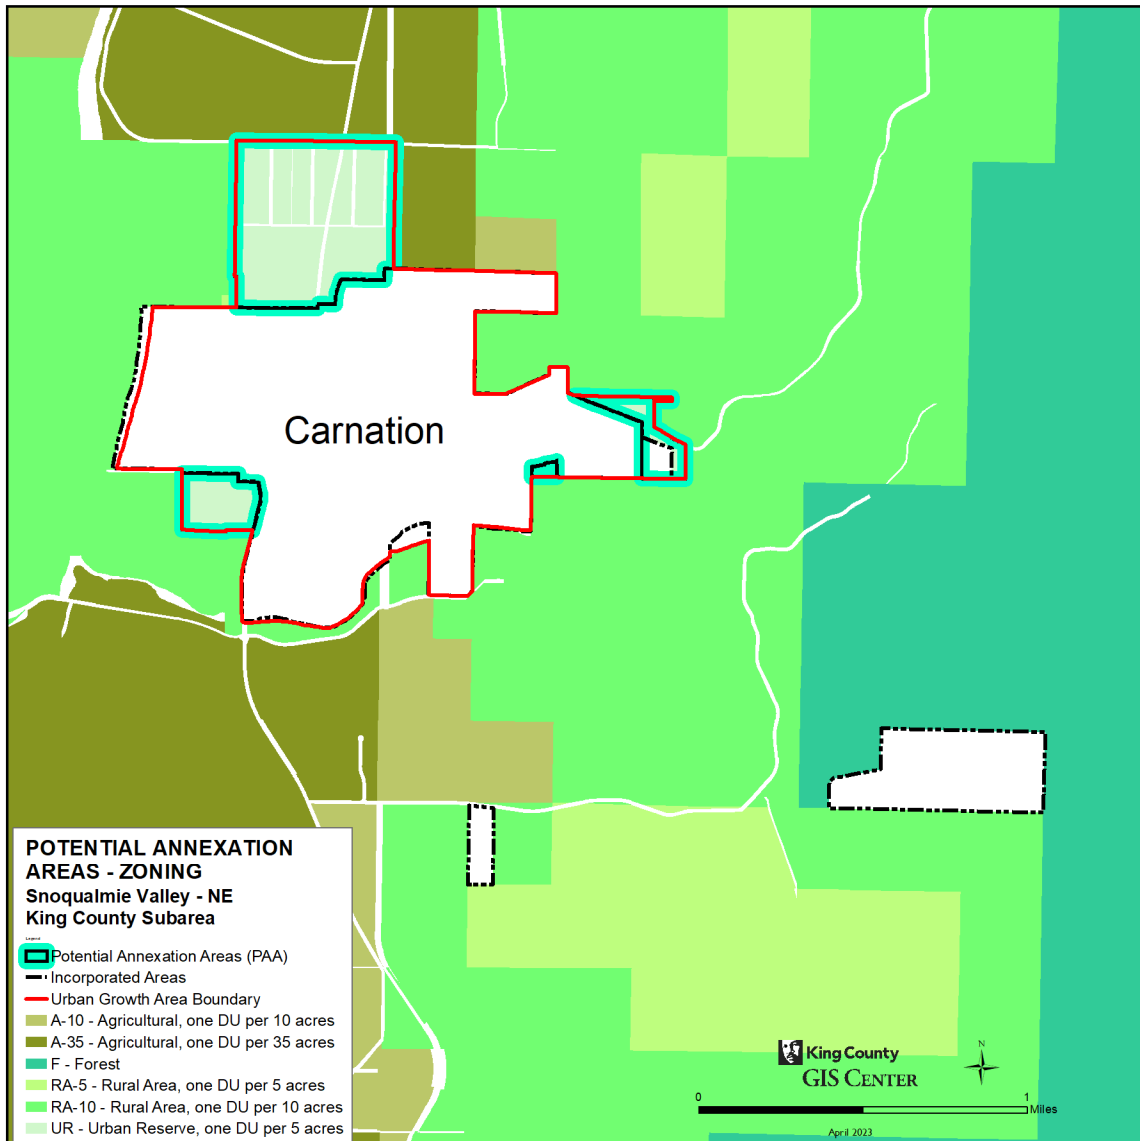 Carnation
POTENTIAL ANNEXATION
AREAS - ZONING
Snoqualmie Valley - NE
King County Subarea
Legend
Potential Annexation Areas (PAA)
Incorporated Areas
Urban Growth Area Boundary
A-10 - Agricultural, one DU per 10 acres
A-35 - Agricultural, one DU per 35 acres
F - Forest
RA-5 - Rural Area, one DU per 5 acres
RA-10 - Rural Area, one DU per 10 acres
UR - Urban Reserve, one DU per 5 acres
King County
GIS CENTER
N
0 1
Miles
April 2023